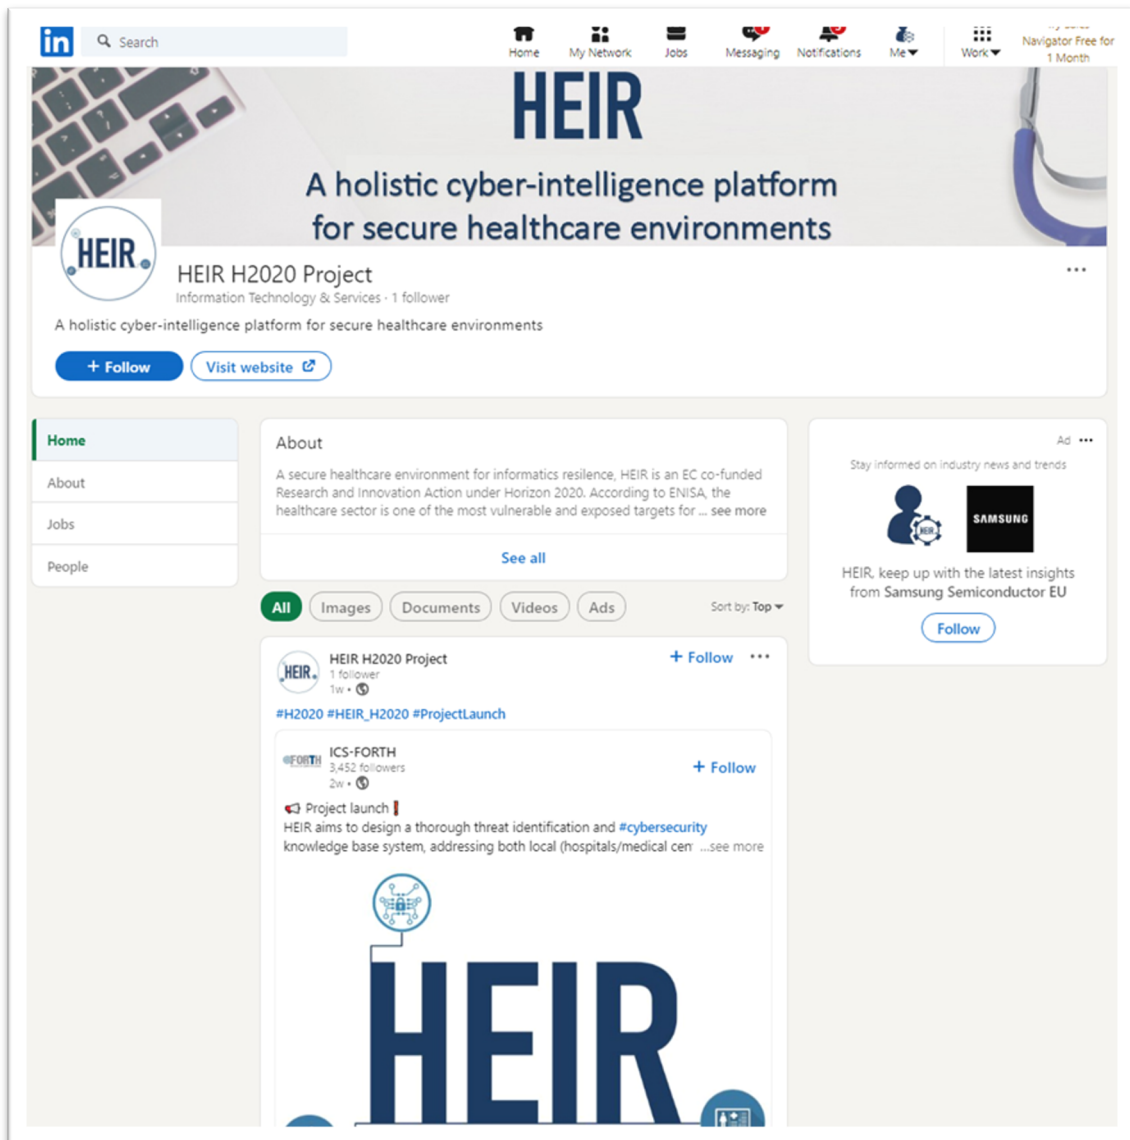 in
Search
Home
My Network
Jobs
Messaging
Notifications
Me
Work
Navigator Free for
1 Month
HEIR
A holistic cyber-intelligence platform
for secure healthcare environments
HEIR
HEIR H2020 Project
Information Technology & Services · 1 follower
A holistic cyber-intelligence platform for secure healthcare environments
+ Follow
Visit website
Home
About
Jobs
People
About
A secure healthcare environment for informatics resilence, HEIR is an EC co-funded
Research and Innovation Action under Horizon 2020. According to ENISA, the
healthcare sector is one of the most vulnerable and exposed targets for ... see more
See all
All
Images
Documents
Videos
Ads
Sort by: Top
HEIR
HEIR H2020 Project
1 follower
1w •
+ Follow
#H2020 #HEIR_H2020 #ProjectLaunch
FORTH
ICS-FORTH
3,452 followers
2w •
+ Follow
Project launch
HEIR aims to design a thorough threat identification and #cybersecurity
knowledge base system, addressing both local (hospitals/medical cen ...see more
HEIR
Ad
Stay informed on industry news and trends
HEIR
SAMSUNG
HEIR, keep up with the latest insights
from Samsung Semiconductor EU
Follow